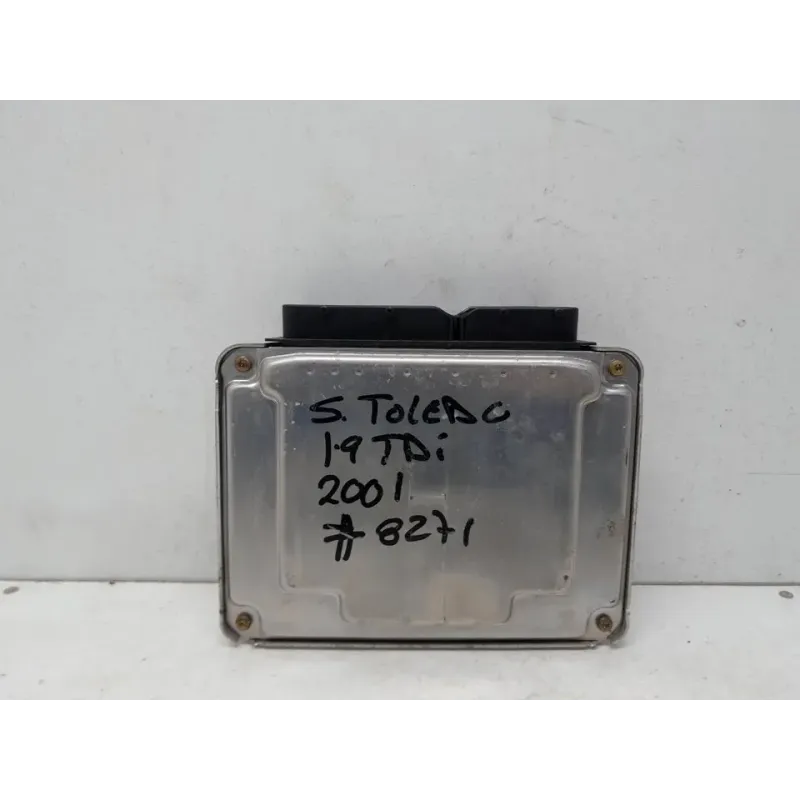 S. TOLEDO
1.9 TDi
2001
# 8271